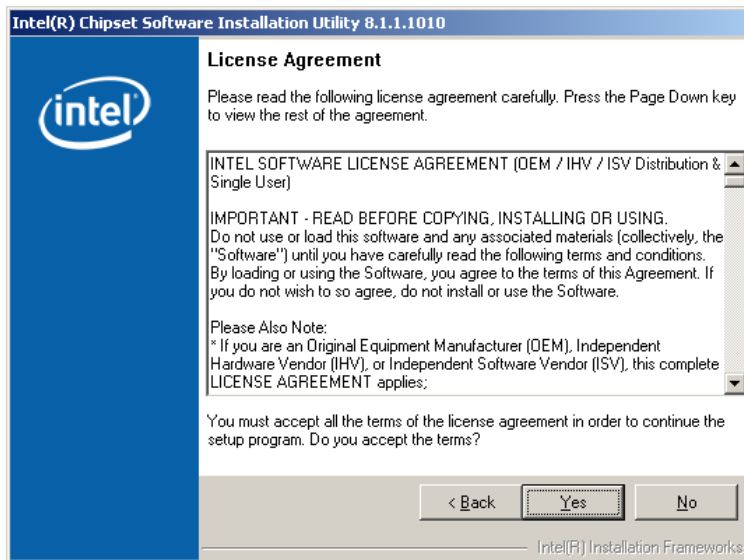 Intel(R) Chipset Software Installation Utility 8.1.1.1010
intel
License Agreement
Please read the following license agreement carefully. Press the Page Down key
to view the rest of the agreement.
INTEL SOFTWARE LICENSE AGREEMENT (OEM / IHV / ISV Distribution &
Single User)
IMPORTANT - READ BEFORE COPYING, INSTALLING OR USING.
Do not use or load this software and any associated materials (collectively, the
"Software") until you have carefully read the following terms and conditions.
By loading or using the Software, you agree to the terms of this Agreement. If
you do not wish to so agree, do not install or use the Software.
Please Also Note:
* If you are an Original Equipment Manufacturer (OEM), Independent
Hardware Vendor (IHV), or Independent Software Vendor (ISV), this complete
LICENSE AGREEMENT applies;
You must accept all the terms of the license agreement in order to continue the
setup program. Do you accept the terms?
< Back
Yes
No
Intel(R) Installation Frameworks